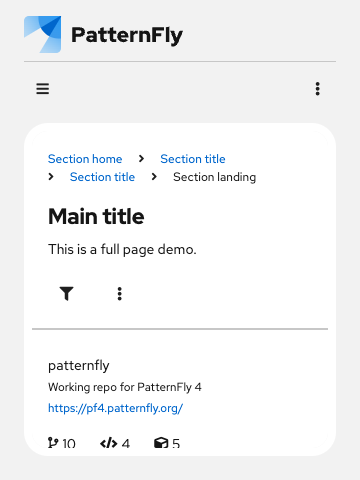 PatternFly
Section home > Section title
> Section title > Section landing
Main title
This is a full page demo.
patternfly
Working repo for PatternFly 4
https://pf4.patternfly.org/
10 4 5